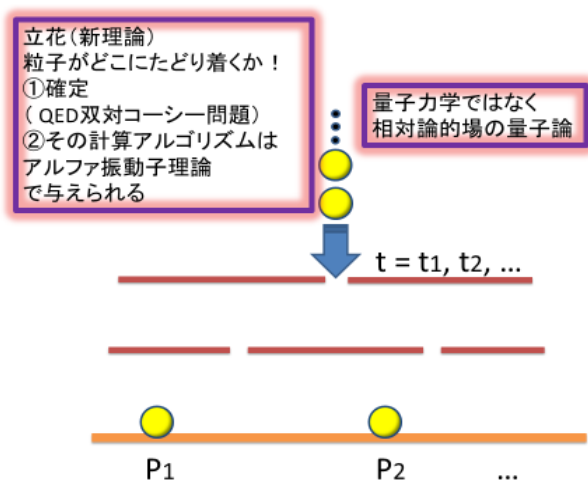 立花（新理論）
粒子がどこにたどり着くか！
①確定
（ QED双対コーシー問題）
②その計算アルゴリズムは
アルファ振動子理論
で与えられる
量子力学ではなく
相対論的場の量子論
t = t1, t2, ...
P1
P2
...